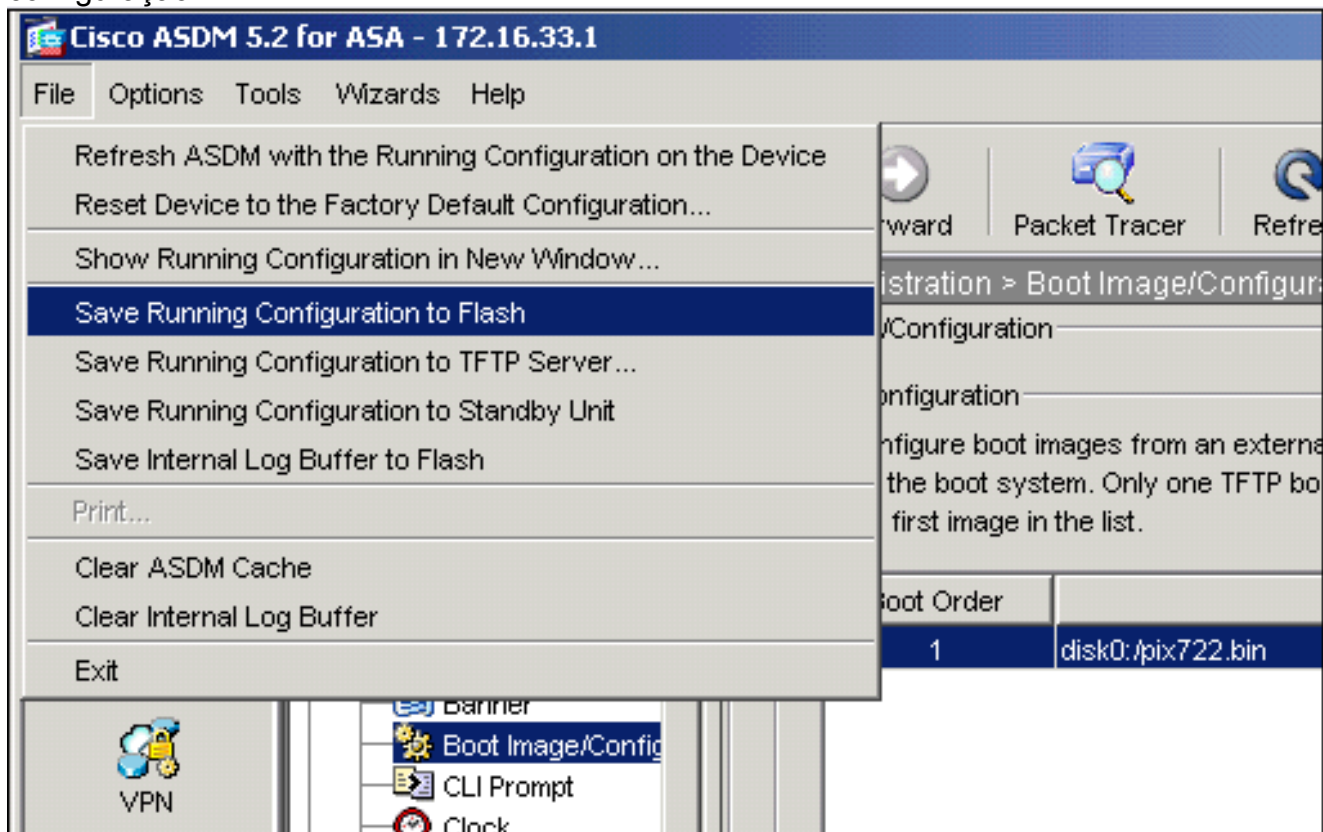 Cisco ASDM 5.2 for ASA - 172.16.33.1
File Options Tools Wizards Help
Refresh ASDM with the Running Configuration on the Device
Reset Device to the Factory Default Configuration...
Show Running Configuration in New Window...
Save Running Configuration to Flash
Save Running Configuration to TFTP Server...
Save Running Configuration to Standby Unit
Save Internal Log Buffer to Flash
Print...
Clear ASDM Cache
Clear Internal Log Buffer
Exit
rward Packet Tracer Refre
istration > Boot Image/Configur
/Configuration
onfiguration
nfigure boot images from an externa
the boot system. Only one TFTP bo
first image in the list.
Boot Order
1 disk0:/pix722.bin
Banner
Boot Image/Config
CLI Prompt
Clock
VPN